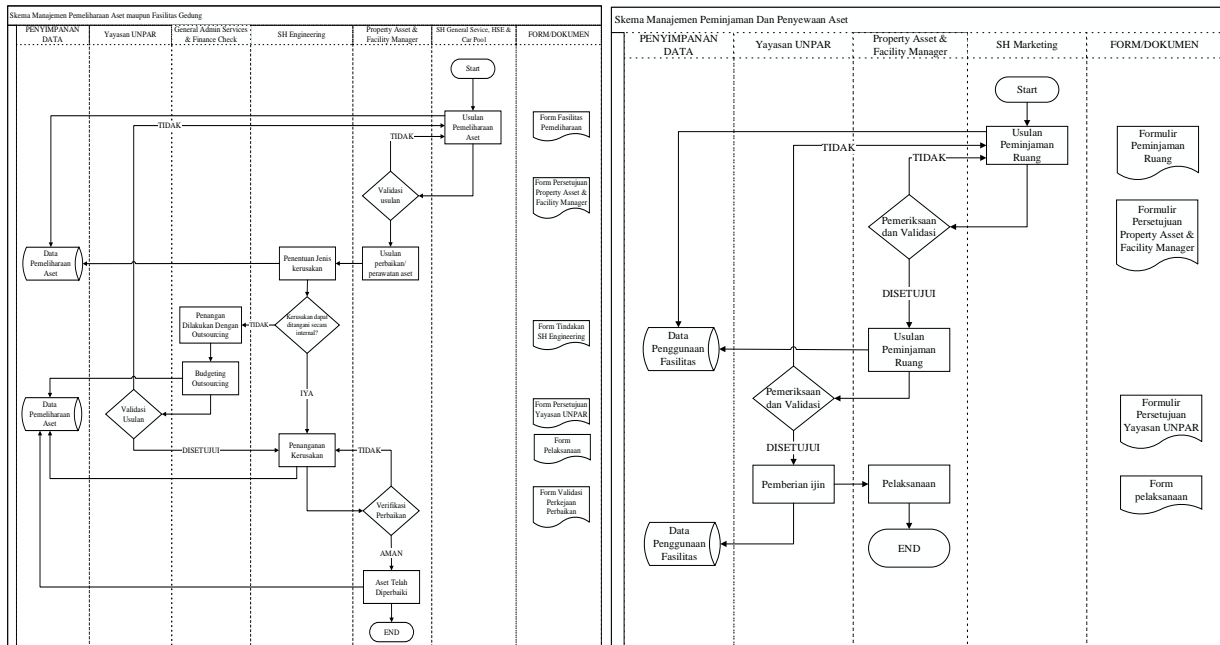 Skema Manajemen Pemeliharaan Aset maupun Fasilitas Gedung
PENYIMPANAN
DATA
Yayasan UNPAR
General Admin Services
& Finance Check
SH Engineering
Property Asset &
Facility Manager
SH General Sevice, HSE &
Car Pool
FORM/DOKUMEN
Start
Usulan
Pemeliharaan
Aset
Form Fasilitas
Pemeliharaan
TIDAK
TIDAK
Validasi
usulan
Form Persetujuan
Property Asset &
Facility Manager
Data
Pemeliharaan
Aset
Penentuan Jenis
kerusakan
Usulan
perbaikan/
perawatan aset
Penangan
Dilakukan Dengan
Outsourcing
TIDAK
Kerusakan dapat
ditangani secara
internal?
Form Tindakan
SH Engineering
Budgeting
Outsourcing
IYA
Data
Pemeliharaan
Aset
Validasi
Usulan
Form Persetujuan
Yayasan UNPAR
DISETUJUI
Penanganan
Kerusakan
TIDAK
Form
Pelaksanaan
Verifikasi
Perbaikan
Form Validasi
Perkejaan
Perbaikan
AMAN
Aset Telah
Diperbaiki
END
Skema Manajemen Peminjaman Dan Penyewaan Aset
PENYIMPANAN
DATA
Yayasan UNPAR
Property Asset &
Facility Manager
SH Marketing
FORM/DOKUMEN
Start
Usulan
Peminjaman
Ruang
Formulir
Peminjaman
Ruang
TIDAK
TIDAK
Pemeriksaan
dan Validasi
Formulir
Persetujuan
Property Asset &
Facility Manager
DISETUJUI
Data
Penggunaan
Fasilitas
Usulan
Peminjaman
Ruang
Pemeriksaan
dan Validasi
Formulir
Persetujuan
Yayasan UNPAR
DISETUJUI
Pemberian ijin
Pelaksanaan
Form
pelaksanaan
Data
Penggunaan
Fasilitas
END